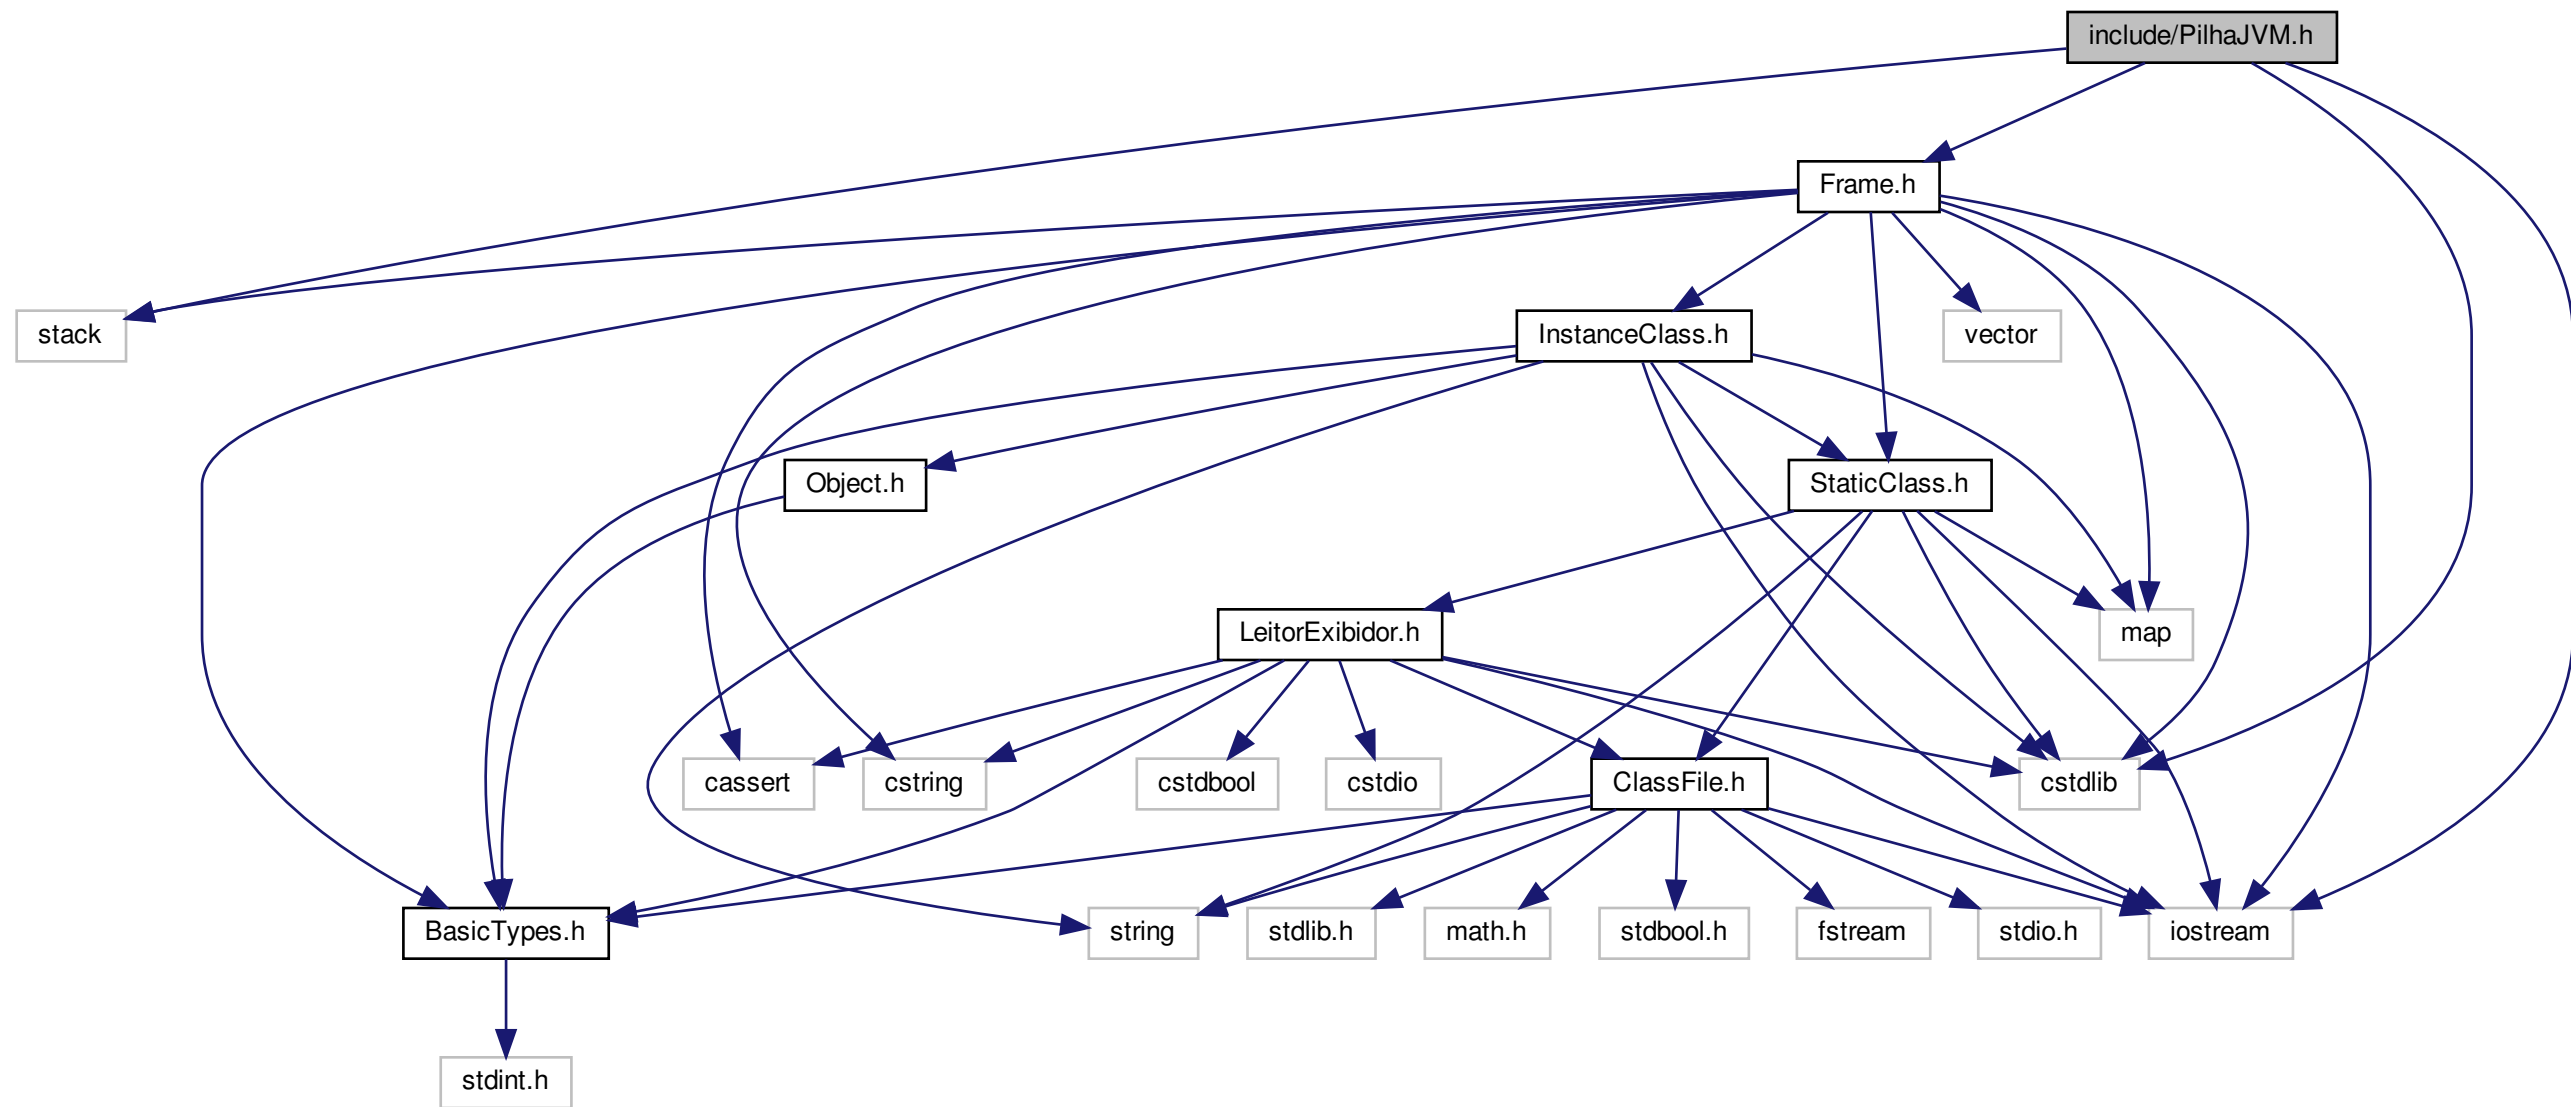 include/PilhaJVM.h
Frame.h
stack
InstanceClass.h
vector
Object.h
StaticClass.h
LeitorExibidor.h
map
cassert
cstring
cstdbool
cstdio
ClassFile.h
cstdlib
BasicTypes.h
string
stdlib.h
math.h
stdbool.h
fstream
stdio.h
iostream
stdint.h